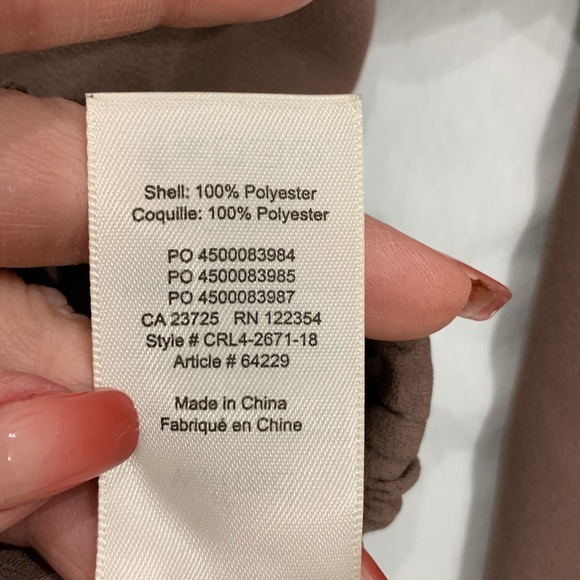 Shell: 100% Polyester
Coquille: 100% Polyester
PO 4500083984
PO 4500083985
PO 4500083987
CA 23725 RN 122354
Style # CRL4-2671-18
Article # 64229
Made in China
Fabriqué en Chine